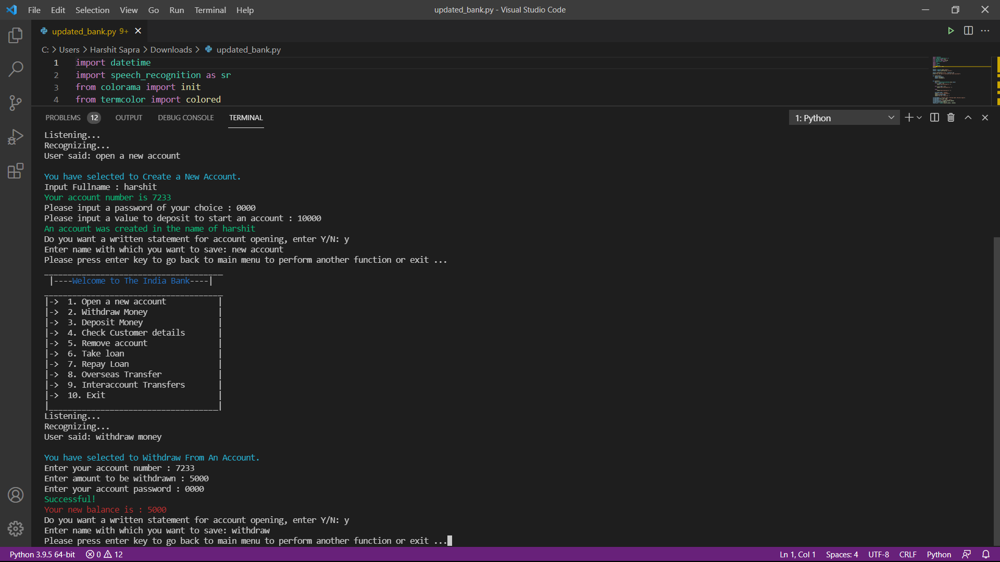 File Edit Selection View Go Run Terminal Help updated_bank.py - Visual Studio Code
updated_bank.py 9+
C: > Users > Harshit Sapra > Downloads > updated_bank.py
1 import datetime
2 import speech_recognition as sr
3 from colorama import init
4 from termcolor import colored
PROBLEMS 12 OUTPUT DEBUG CONSOLE TERMINAL 1: Python
Listening...
Recognizing...
User said: open a new account
You have selected to Create a New Account.
Input Fullname : harshit
Your account number is 7233
Please input a password of your choice : 0000
Please input a value to deposit to start an account : 10000
An account was created in the name of harshit
Do you want a written statement for account opening, enter Y/N: y
Enter name with which you want to save: new account
Please press enter key to go back to main menu to perform another function or exit ...
______________________________________
|----Welcome to The India Bank----|
______________________________________
|-> 1. Open a new account |
|-> 2. Withdraw Money |
|-> 3. Deposit Money |
|-> 4. Check Customer details |
|-> 5. Remove account |
|-> 6. Take loan |
|-> 7. Repay Loan |
|-> 8. Overseas Transfer |
|-> 9. Interaccount Transfers |
|-> 10. Exit |
|____________________________________|
Listening...
Recognizing...
User said: withdraw money
You have selected to Withdraw From An Account.
Enter your account number : 7233
Enter amount to be withdrawn : 5000
Enter your account password : 0000
Successful!
Your new balance is : 5000
Do you want a written statement for account opening, enter Y/N: y
Enter name with which you want to save: withdraw
Please press enter key to go back to main menu to perform another function or exit ...
Python 3.9.5 64-bit 0 12 Ln 1, Col 1 Spaces: 4 UTF-8 CRLF Python